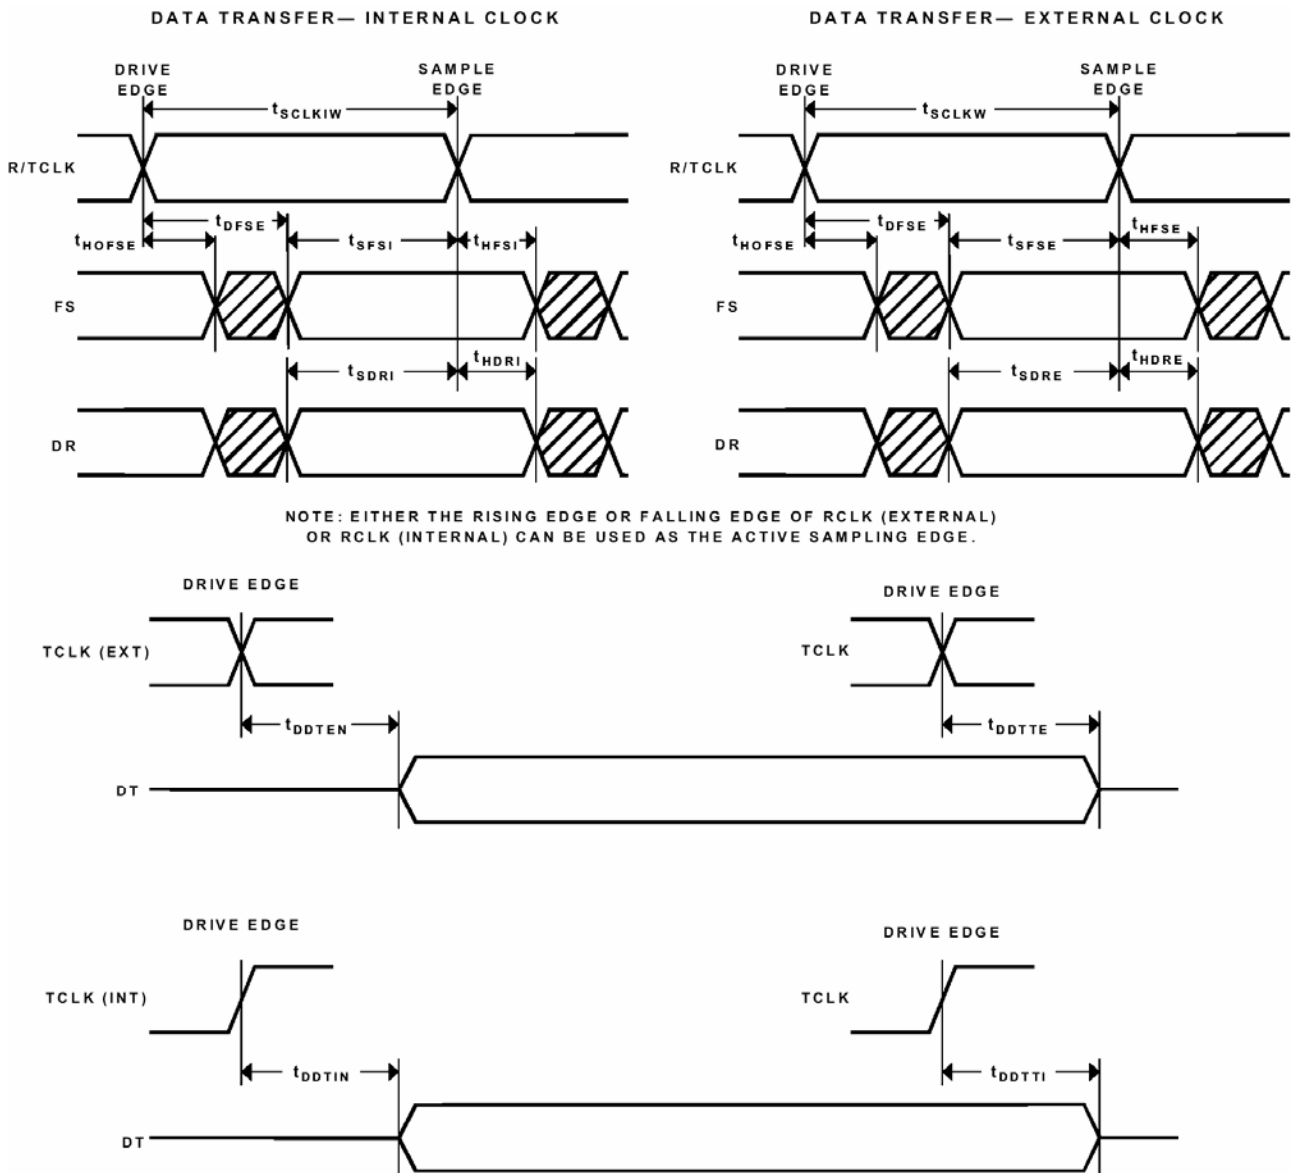 DATA TRANSFER— INTERNAL CLOCK
DATA TRANSFER— EXTERNAL CLOCK
DRIVE EDGE
SAMPLE EDGE
tSCLKIW
R/TCLK
tDFSE
tHOFSE
tSFSI
tHFSI
FS
tSDRI
tHDRI
DR
DRIVE EDGE
SAMPLE EDGE
tSCLKW
R/TCLK
tDFSE
tHOFSE
tSFSE
tHFSE
FS
tSDRE
tHDRE
DR
NOTE: EITHER THE RISING EDGE OR FALLING EDGE OF RCLK (EXTERNAL)
OR RCLK (INTERNAL) CAN BE USED AS THE ACTIVE SAMPLING EDGE.
DRIVE EDGE
DRIVE EDGE
TCLK (EXT)
TCLK
tDDTEN
tDDTTE
DT
DRIVE EDGE
DRIVE EDGE
TCLK (INT)
TCLK
tDDTIN
tDDTTI
DT